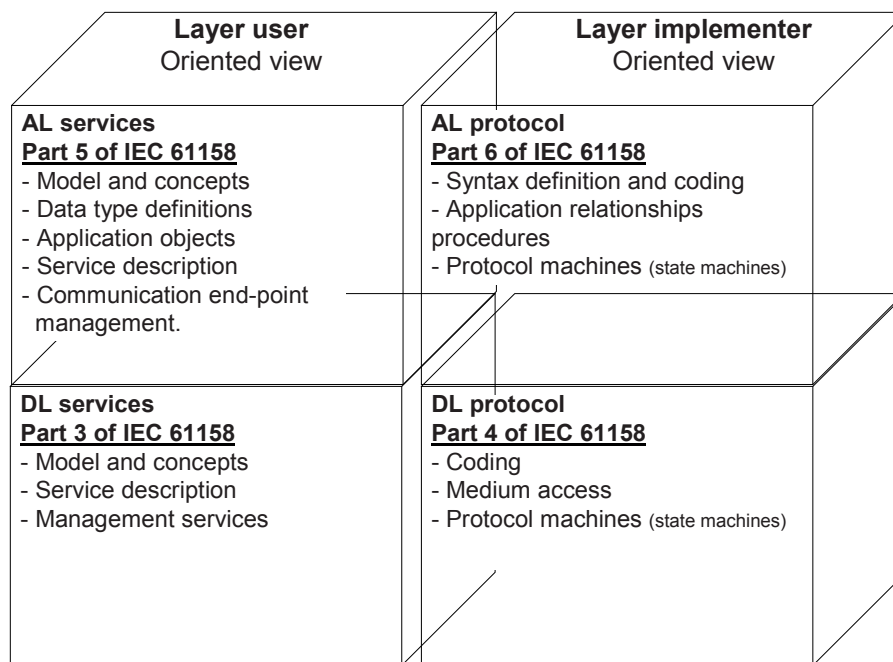 Layer user
Oriented view
Layer implementer
Oriented view
AL services
Part 5 of IEC 61158
- Model and concepts
- Data type definitions
- Application objects
- Service description
- Communication end-point
management.
AL protocol
Part 6 of IEC 61158
- Syntax definition and coding
- Application relationships
procedures
- Protocol machines (state machines)
DL services
Part 3 of IEC 61158
- Model and concepts
- Service description
- Management services
DL protocol
Part 4 of IEC 61158
- Coding
- Medium access
- Protocol machines (state machines)